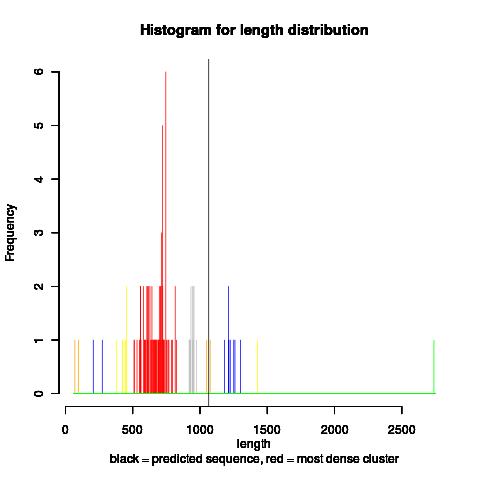 Histogram for length distribution
6
5
4
3
2
1
0
Frequency
0 500 1000 1500 2000 2500
length
black = predicted sequence, red = most dense cluster